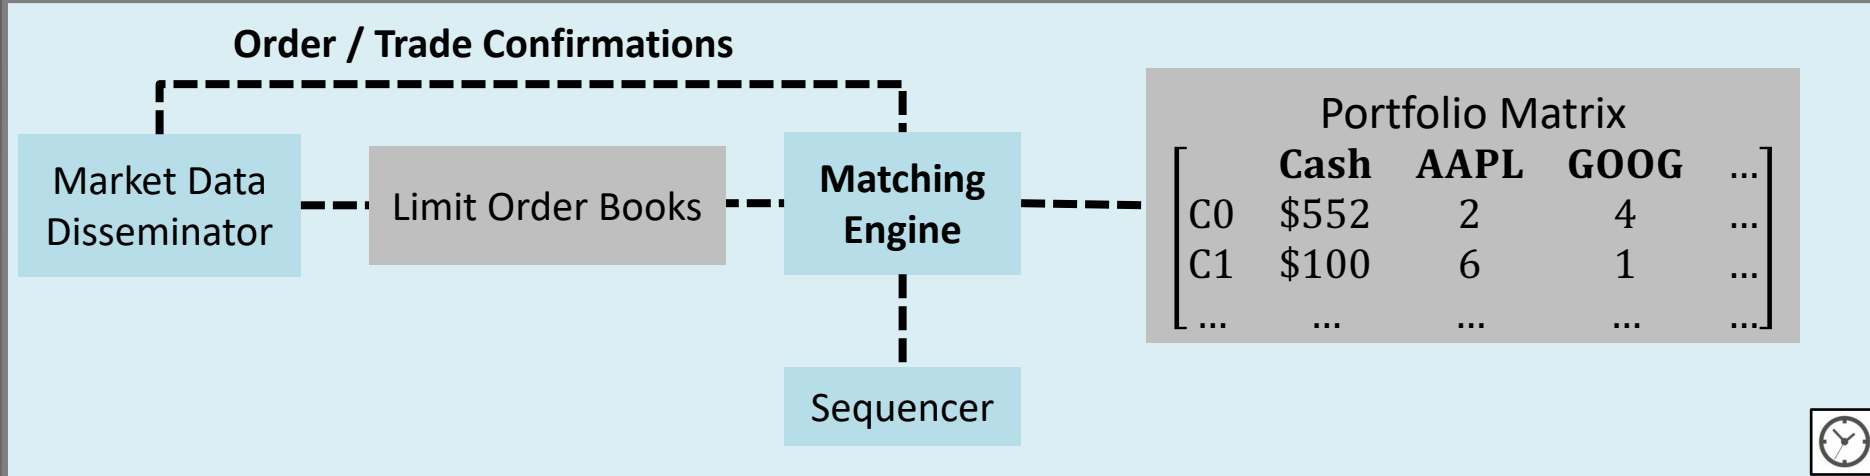 Order / Trade Confirmations
Market Data
Disseminator
Limit Order Books
Matching
Engine
Sequencer
Portfolio Matrix
Cash AAPL GOOG ...
C0 $552 2 4 ...
C1 $100 6 1 ...
... ... ... ... ...